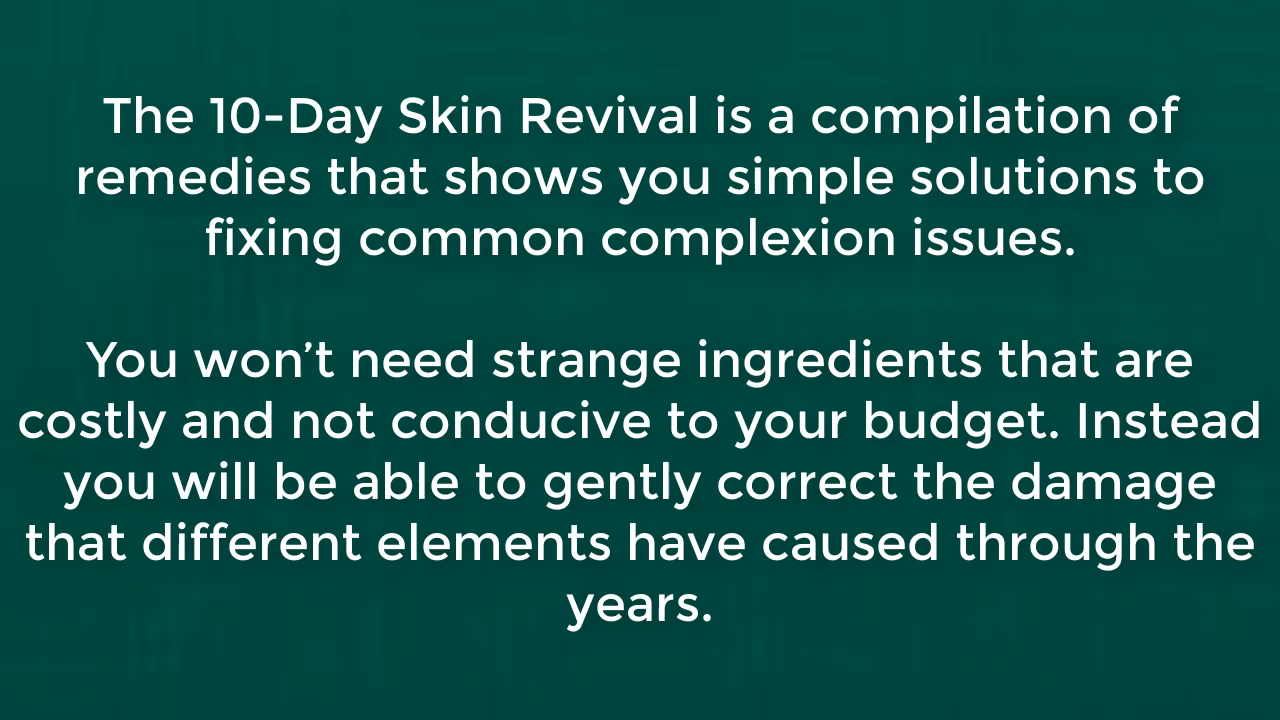 The 10-Day Skin Revival is a compilation of
remedies that shows you simple solutions to
fixing common complexion issues.
You won’t need strange ingredients that are
costly and not conducive to your budget. Instead
you will be able to gently correct the damage
that different elements have caused through the
years.